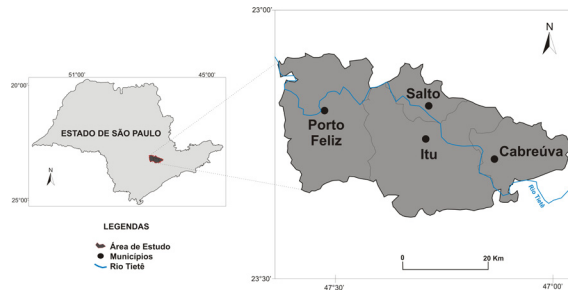 51°00'
45°00'
20°00'
ESTADO DE SÃO PAULO
N
25°00'
LEGENDAS
Área de Estudo
Municípios
Rio Tietê
23°00'
N
Salto
Porto
Feliz
Itu
Cabreúva
Rio Tietê
0 20 Km
23°30'
47°30'
47°00'